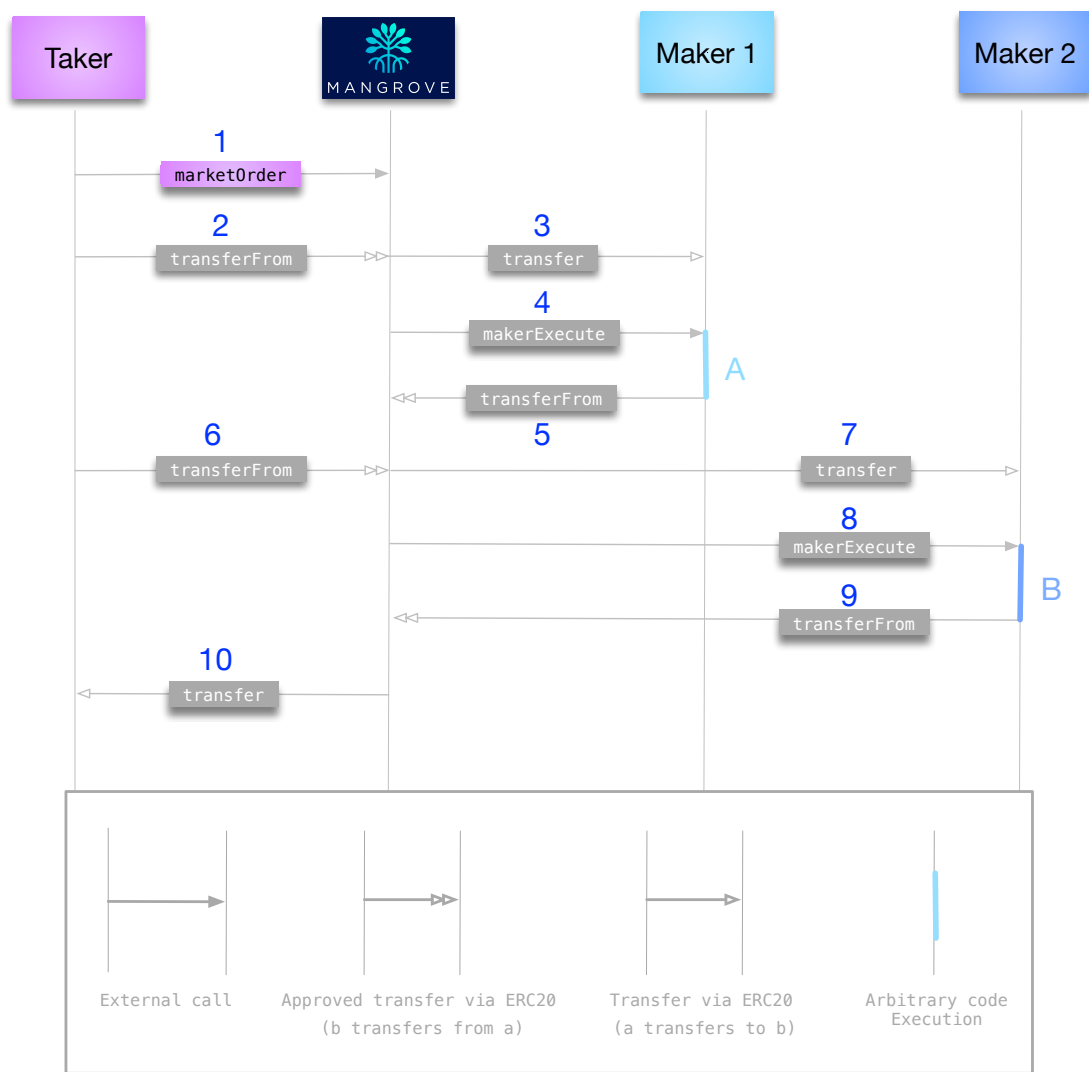 Taker
MANGROVE
Maker 1
Maker 2
1
marketOrder
2
3
transferFrom
transfer
4
makerExecute
A
transferFrom
6
5
7
transferFrom
transfer
8
makerExecute
B
9
transferFrom
10
transfer
External call
Approved transfer via ERC20
(b transfers from a)
Transfer via ERC20
(a transfers to b)
Arbitrary code
Execution